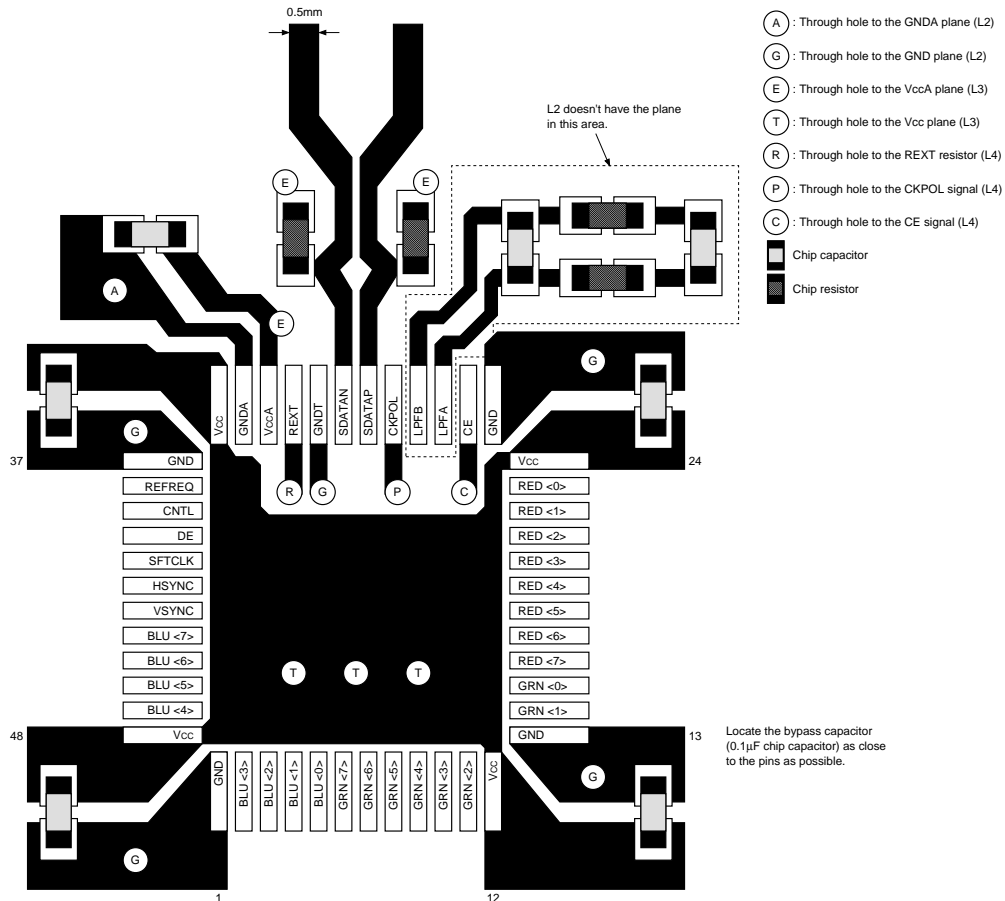 0.5mm
A : Through hole to the GNDA plane (L2)
G : Through hole to the GND plane (L2)
E : Through hole to the VccA plane (L3)
T : Through hole to the Vcc plane (L3)
R : Through hole to the REXT resistor (L4)
P : Through hole to the CKPOL signal (L4)
C : Through hole to the CE signal (L4)
Chip capacitor
Chip resistor
L2 doesn't have the plane
in this area.
E
E
A
E
G
G
Vcc
GNDA
VccA
REXT
GNDT
SDATAN
SDATAP
CKPOL
LPFB
LPFA
CE
GND
R
G
P
C
37
24
GND
REFREQ
CNTL
DE
SFTCLK
HSYNC
VSYNC
BLU <7>
BLU <6>
BLU <5>
BLU <4>
Vcc
Vcc
RED <0>
RED <1>
RED <2>
RED <3>
RED <4>
RED <5>
RED <6>
RED <7>
GRN <0>
GRN <1>
GND
T
T
T
48
13
Locate the bypass capacitor
(0.1µF chip capacitor) as close
to the pins as possible.
GND
BLU <3>
BLU <2>
BLU <1>
BLU <0>
GRN <7>
GRN <6>
GRN <5>
GRN <4>
GRN <3>
GRN <2>
Vcc
G
G
1
12